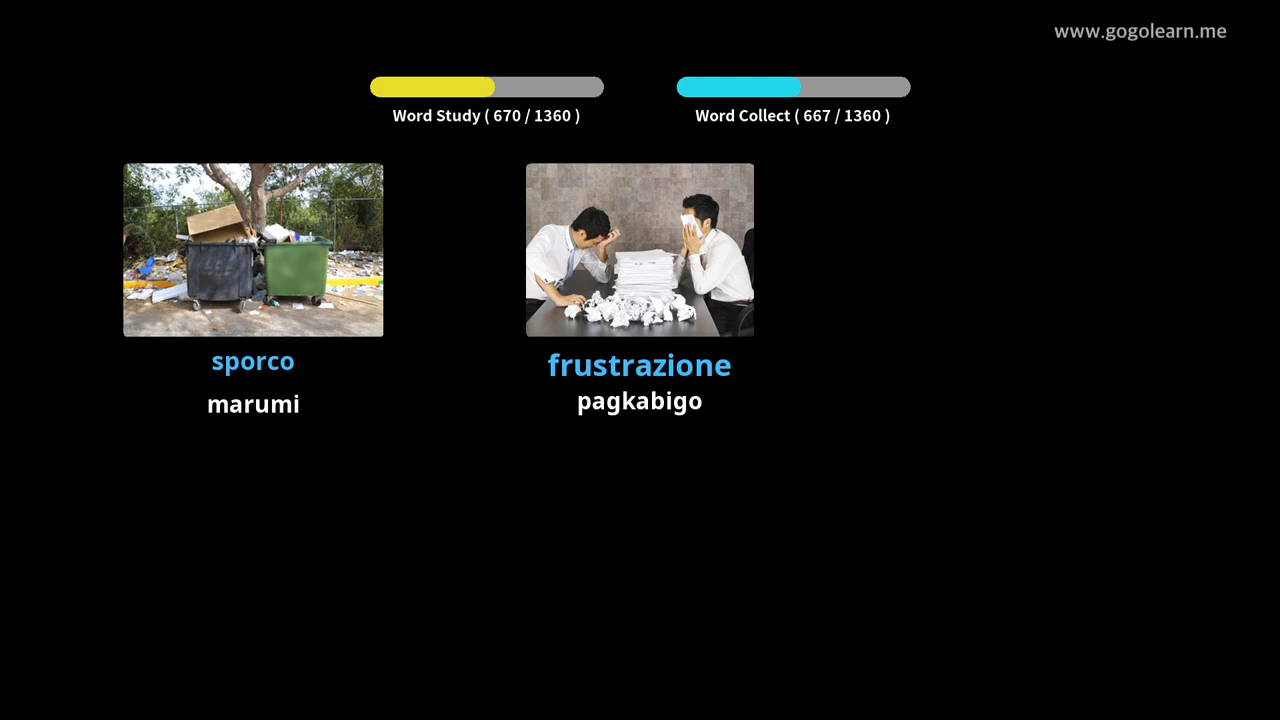 www.gogolearn.me
Word Study ( 670 / 1360 )
Word Collect ( 667 / 1360 )
sporco
marumi
frustrazione
pagkabigo